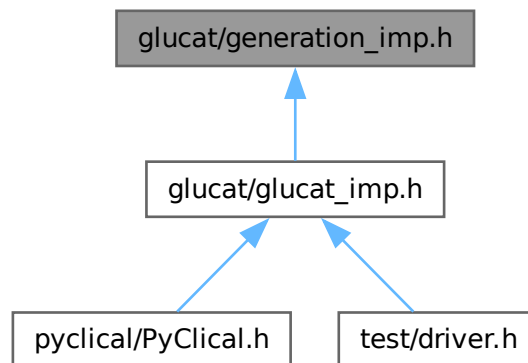 glucat/generation_imp.h
glucat/glucat_imp.h
pyclical/PyClical.h
test/driver.h